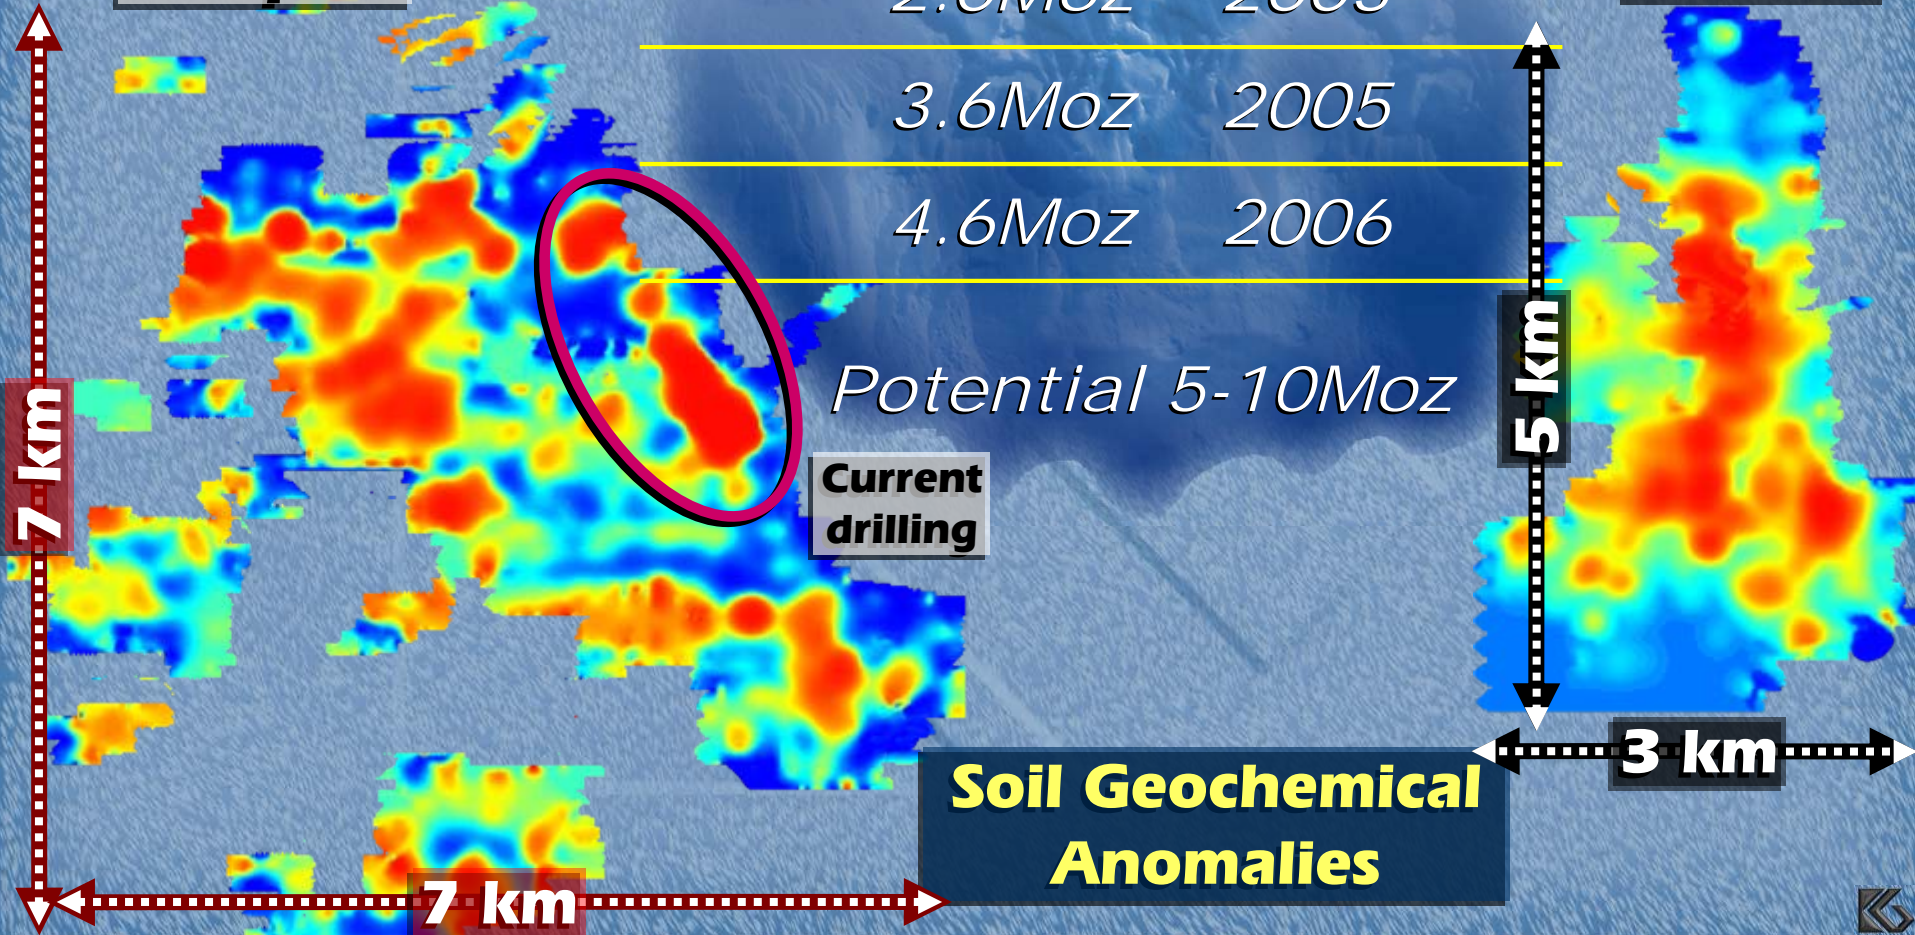 3.6Moz 2005
4.6Moz 2006
Potential 5-10Moz
7 km
5 km
Current
drilling
3 km
Soil Geochemical
Anomalies
7 km